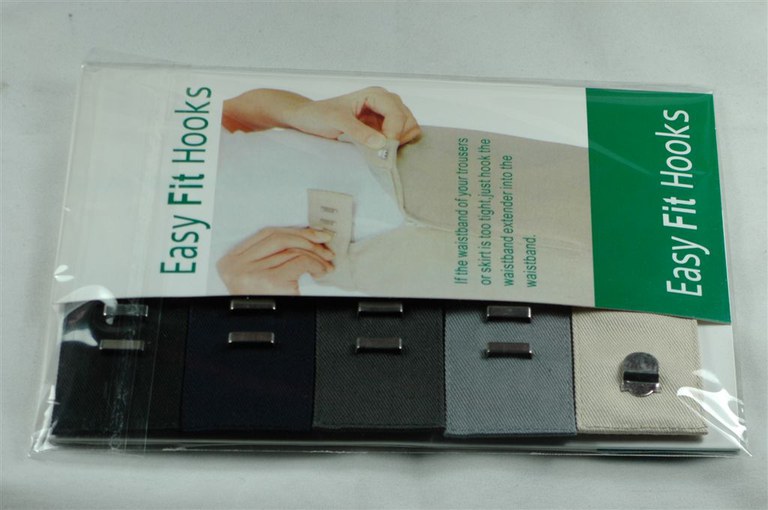 Easy Fit Hooks
If the waistband of your trousers
or skirt is too tight,just hook the
waistband extender into the
waistband.
Easy Fit Hooks